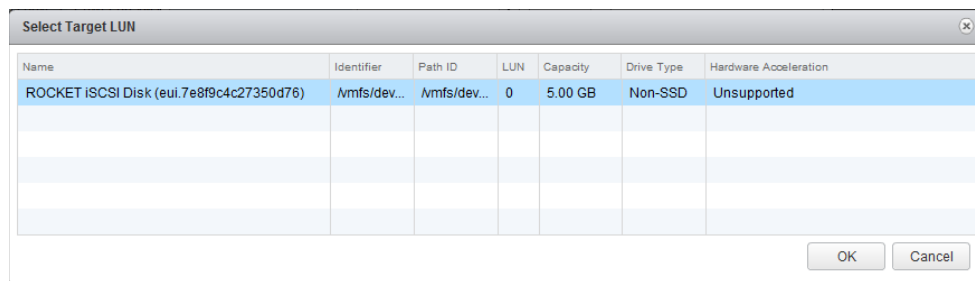 Select Target LUN
Name Identifier Path ID LUN Capacity Drive Type Hardware Acceleration
ROCKET iSCSI Disk (eui.7e8f9c4c27350d76) /vmfs/dev... /vmfs/dev... 0 5.00 GB Non-SSD Unsupported
OK Cancel